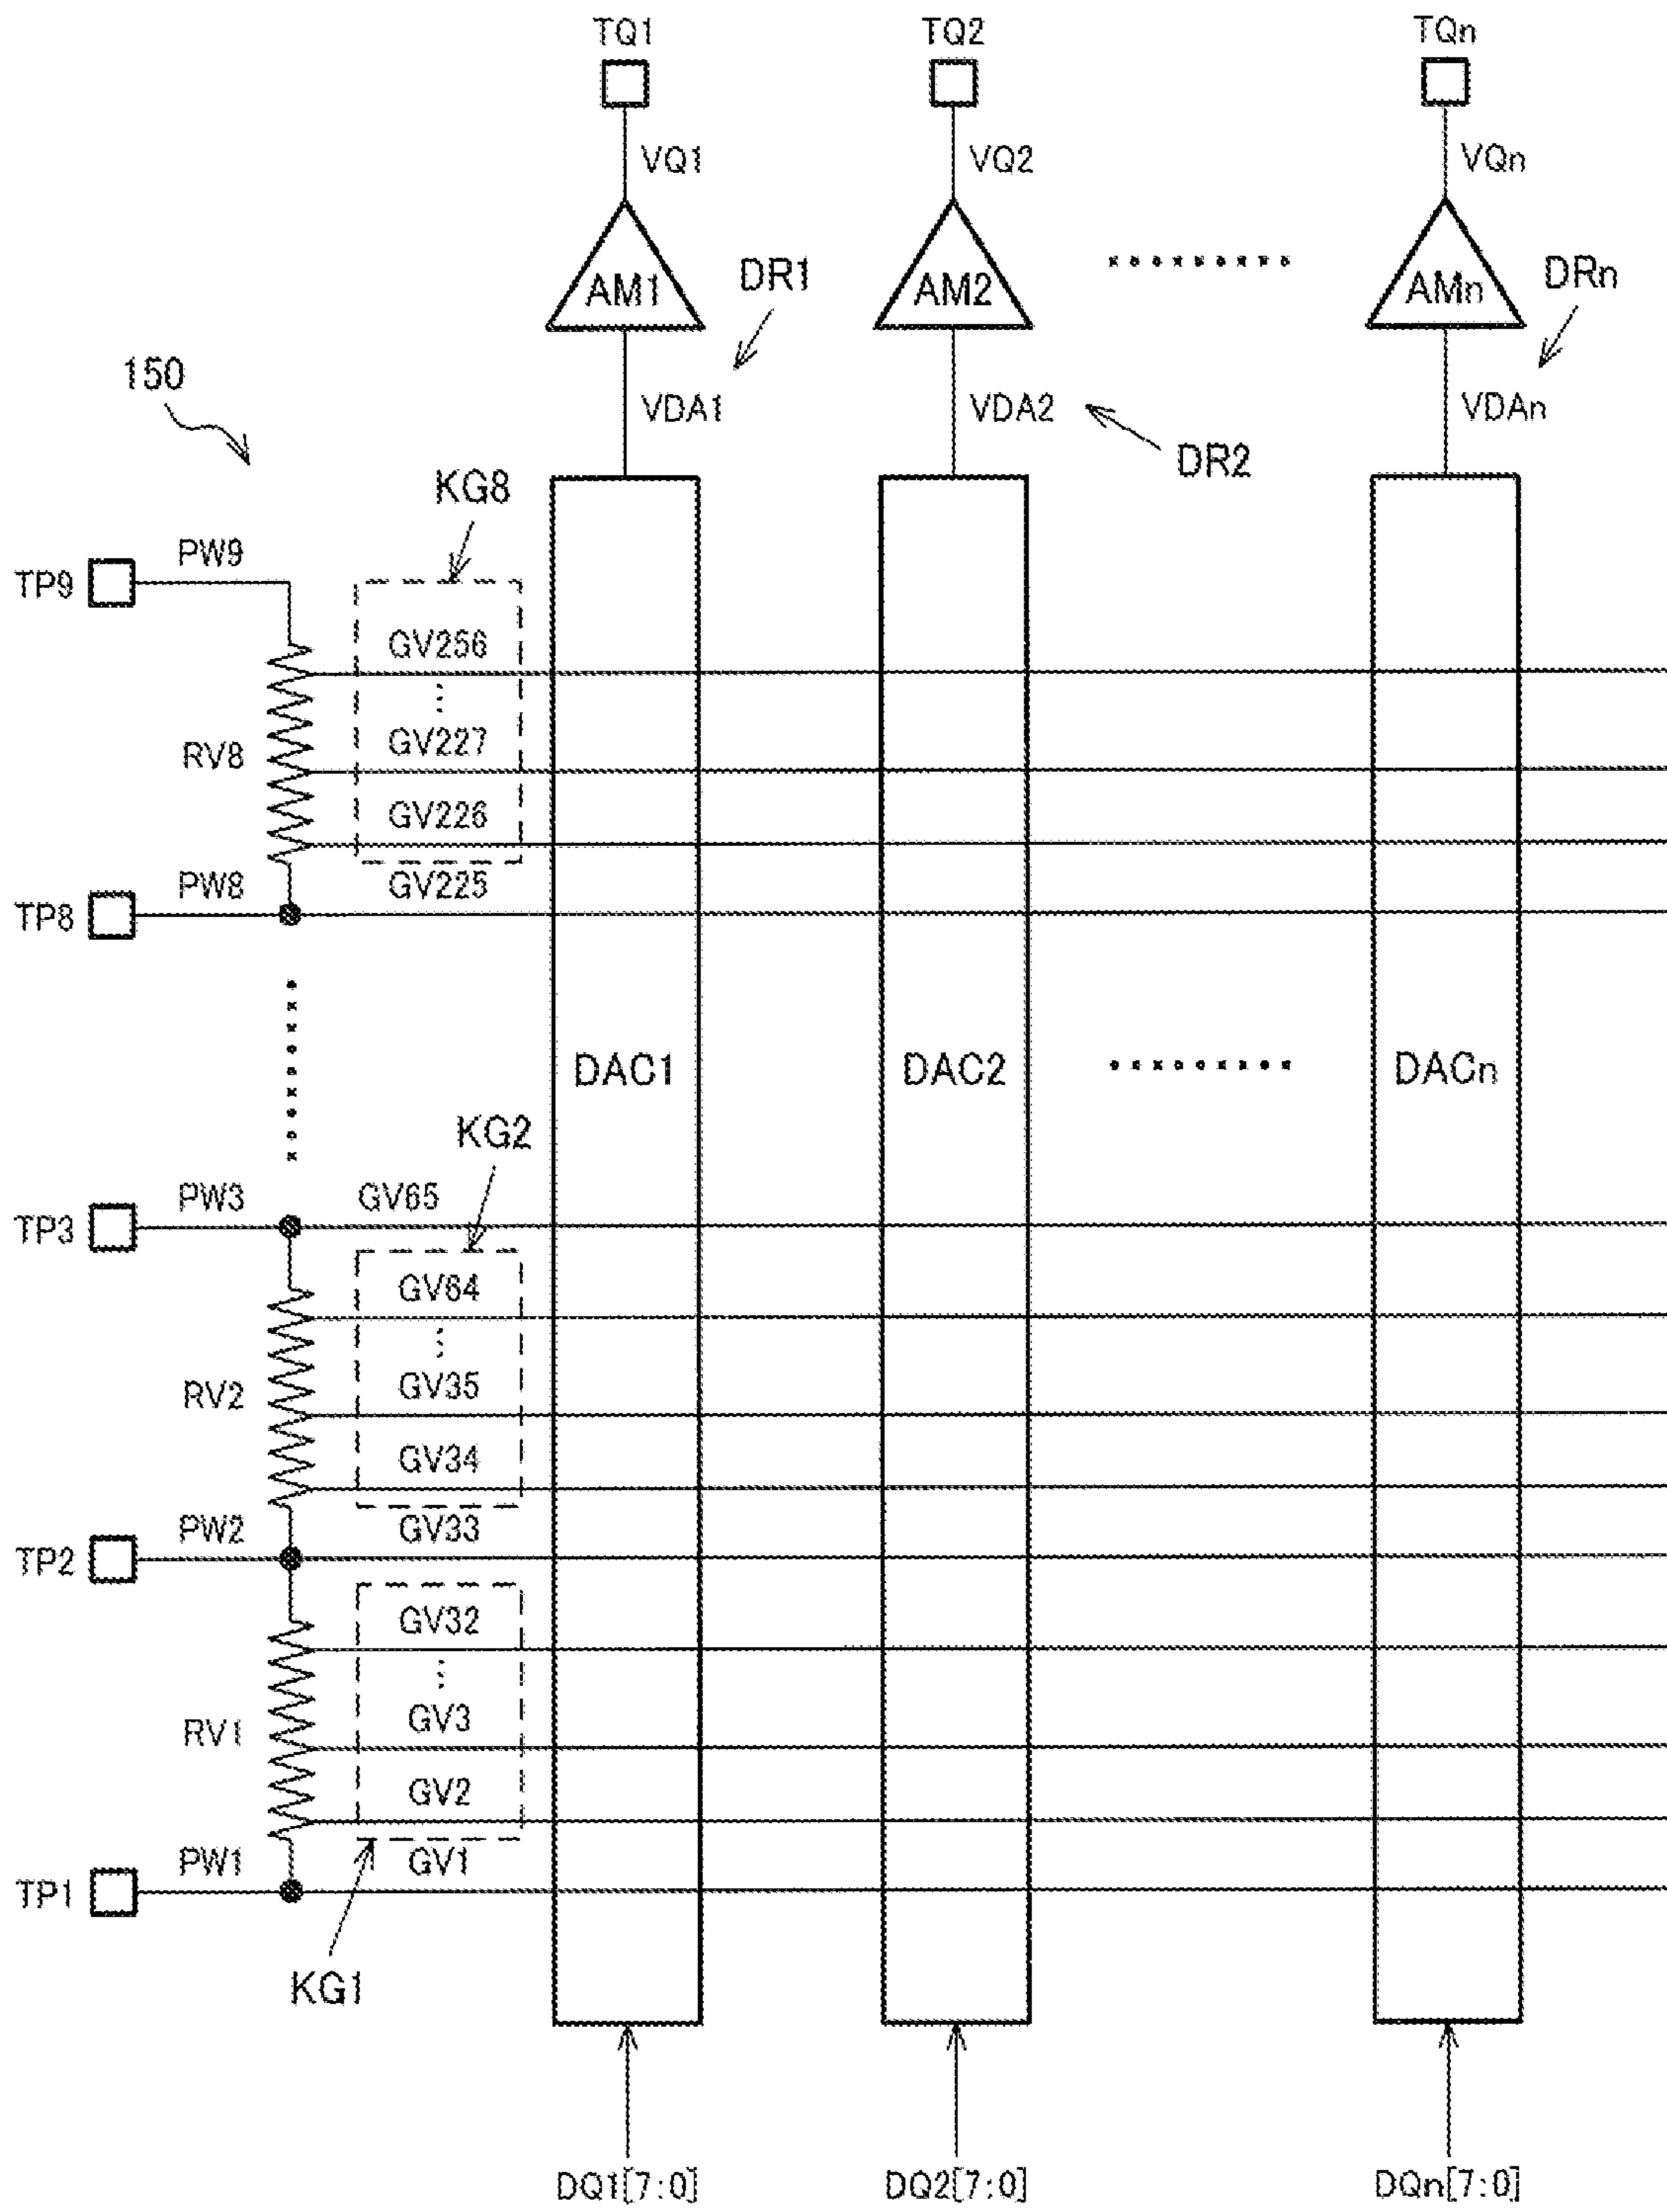 TQ1 TQ2 TQn
VQ1 VQ2 VQn
AM1 AM2 AMn
DR1 DRn
150
VDA1 VDA2 VDAn
DR2
KG8
PW9
TP9
GV256
GV227
RV8
GV226
PW8 GV225
TP8
DAC1 DAC2 DACn
KG2
PW3 GV65
TP3
GV64
GV35
RV2
GV34
PW2 GV33
TP2
GV32
GV3
RV1
GV2
PW1 GV1
TP1
KG1
DQ1[7:0] DQ2[7:0] DQn[7:0]